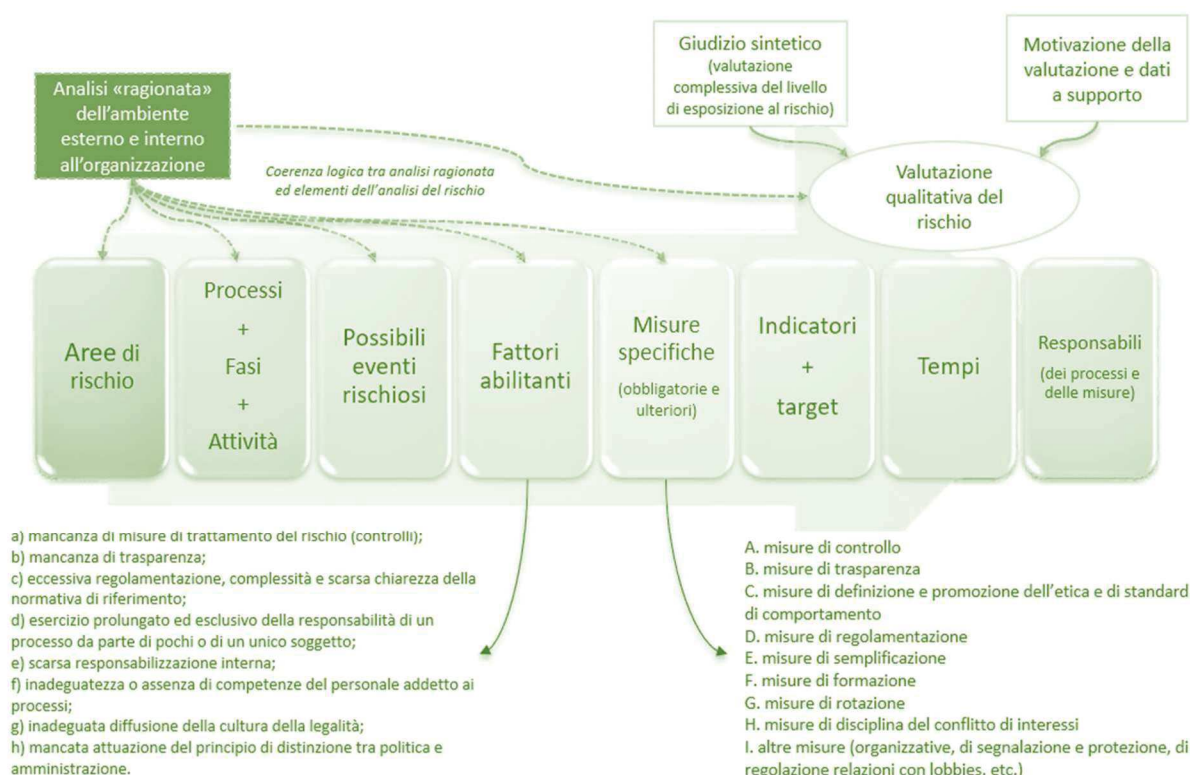 Giudizio sintetico
(valutazione
complessiva del livello
di esposizione al rischio)
Motivazione della
valutazione e dati
a supporto
Analisi «ragionata»
dell'ambiente
esterno e interno
all'organizzazione
Coerenza logica tra analisi ragionata
ed elementi dell'analisi del rischio
Valutazione
qualitativa del
rischio
Aree di
rischio
Processi
+
Fasi
+
Attività
Possibili
eventi
rischiosi
Fattori
abilitanti
Misure
specifiche
(obbligatorie e
ulteriori)
Indicatori
+
target
Tempi
Responsabili
(dei processi e
delle misure)
a) mancanza di misure di trattamento del rischio (controlli);
b) mancanza di trasparenza;
c) eccessiva regolamentazione, complessità e scarsa chiarezza della
normativa di riferimento;
d) esercizio prolungato ed esclusivo della responsabilità di un
processo da parte di pochi o di un unico soggetto;
e) scarsa responsabilizzazione interna;
f) inadeguatezza o assenza di competenze del personale addetto ai
processi;
g) inadeguata diffusione della cultura della legalità;
h) mancata attuazione del principio di distinzione tra politica e
amministrazione.
A. misure di controllo
B. misure di trasparenza
C. misure di definizione e promozione dell'etica e di standard
di comportamento
D. misure di regolamentazione
E. misure di semplificazione
F. misure di formazione
G. misure di rotazione
H. misure di disciplina del conflitto di interessi
I. altre misure (organizzative, di segnalazione e protezione, di
regolazione relazioni con lobbies, etc.)